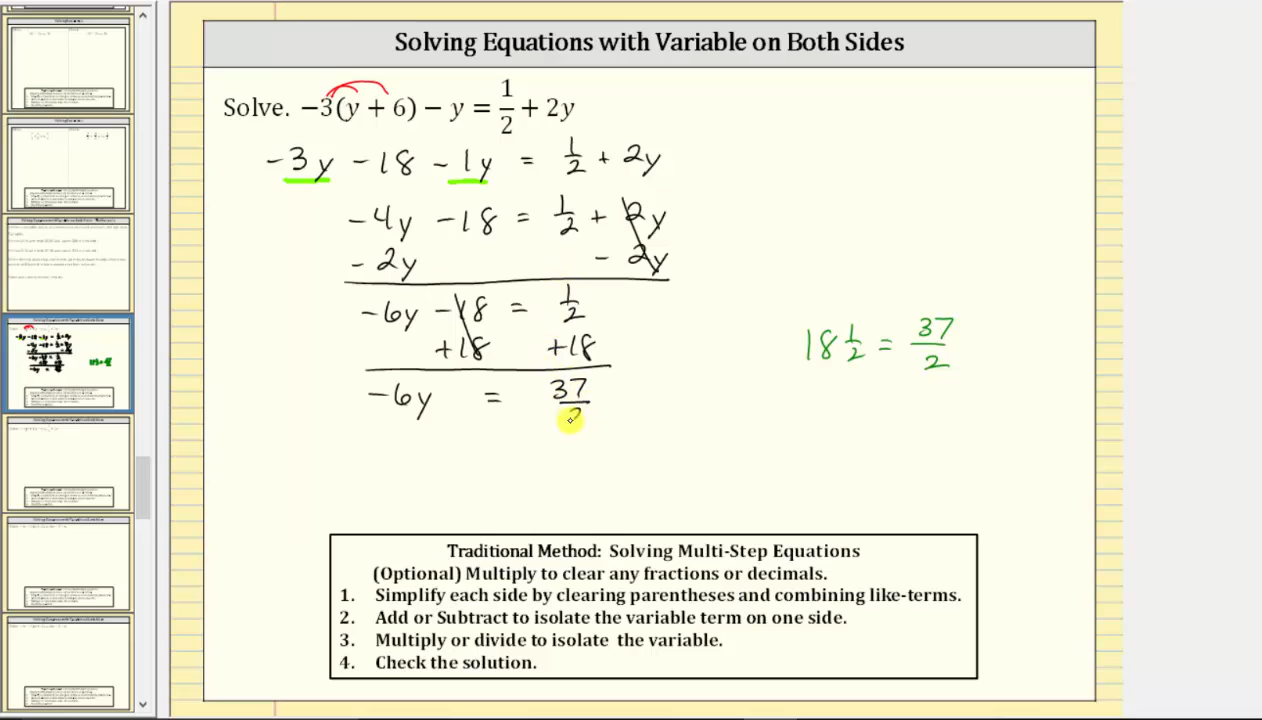 Solving Equations with Variable on Both Sides
Solve. −3(y + 6) − y = 1/2 + 2y
-3y - 18 - 1y = 1/2 + 2y
-4y - 18 = 1/2 + 2y
- 2y - 2y
-6y - 18 = 1/2
+18 +18
18 1/2 = 37/2
-6y = 37/2
Traditional Method: Solving Multi-Step Equations
(Optional) Multiply to clear any fractions or decimals.
1. Simplify each side by clearing parentheses and combining like-terms.
2. Add or Subtract to isolate the variable term on one side.
3. Multiply or divide to isolate the variable.
4. Check the solution.